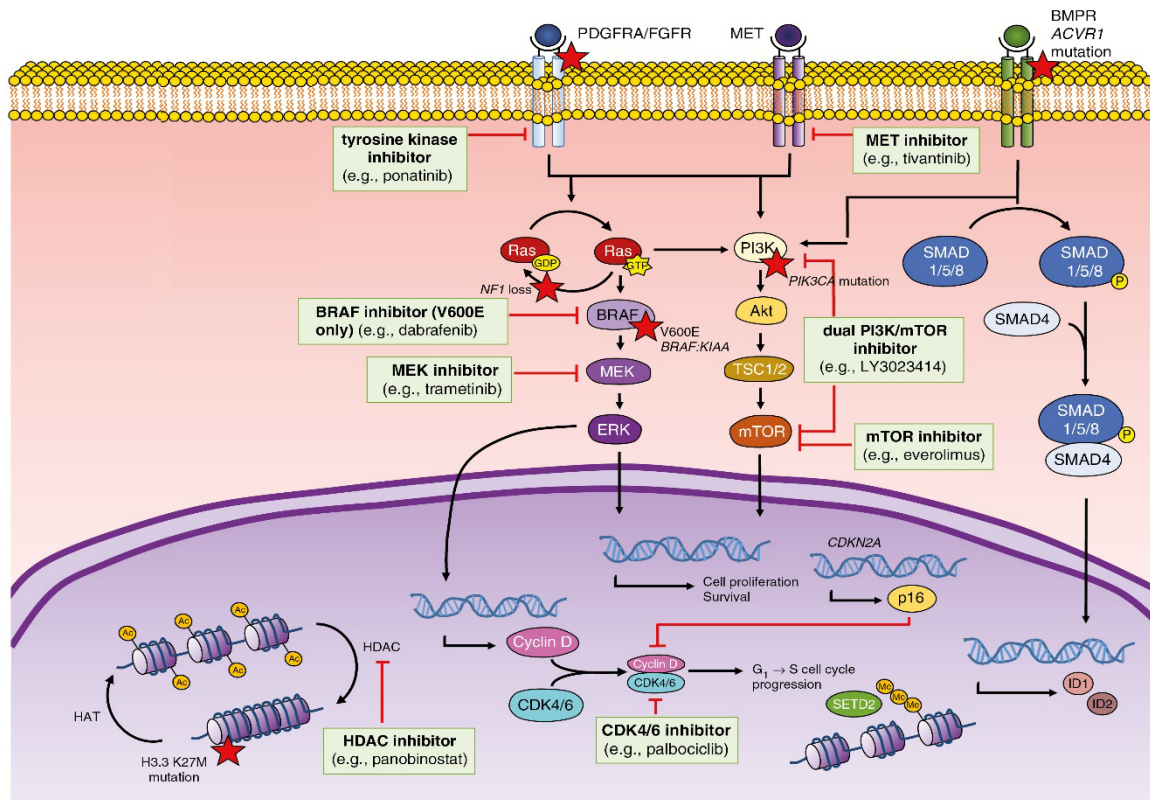 PDGFRA/FGFR
MET
BMPR
ACVR1
mutation
tyrosine kinase
inhibitor
(e.g., ponatinib)
MET inhibitor
(e.g., tivantinib)
Ras
GDP
Ras
GTP
NF1 loss
PI3K
PIK3CA mutation
SMAD
1/5/8
SMAD
1/5/8
P
BRAF inhibitor (V600E
only) (e.g., dabrafenib)
BRAF
V600E
BRAF:KIAA
Akt
dual PI3K/mTOR
inhibitor
(e.g., LY3023414)
SMAD4
MEK inhibitor
(e.g., trametinib)
MEK
TSC1/2
ERK
mTOR
mTOR inhibitor
(e.g., everolimus)
SMAD
1/5/8
P
SMAD4
CDKN2A
Cell proliferation
Survival
p16
Ac
Ac
Ac
Ac
Ac
Ac
HDAC
HAT
H3.3 K27M
mutation
HDAC inhibitor
(e.g., panobinostat)
Cyclin D
CDK4/6
Cyclin D
CDK4/6
G1 → S cell cycle
progression
CDK4/6 inhibitor
(e.g., palbociclib)
SETD2
Me
Me
Me
ID1
ID2